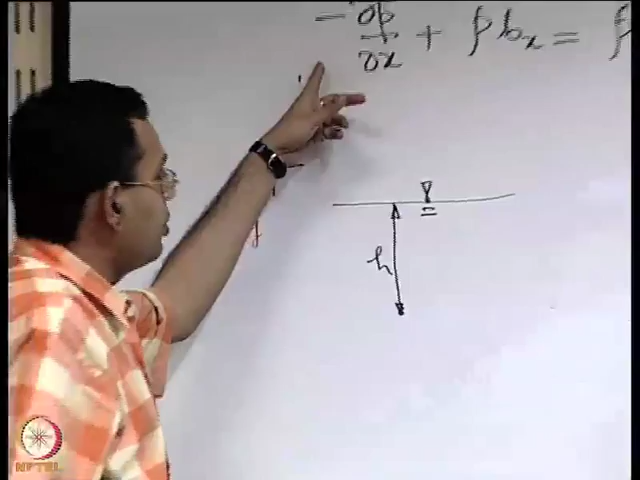 -∂p/∂x + ρb_x = ρ
h
NPTEL